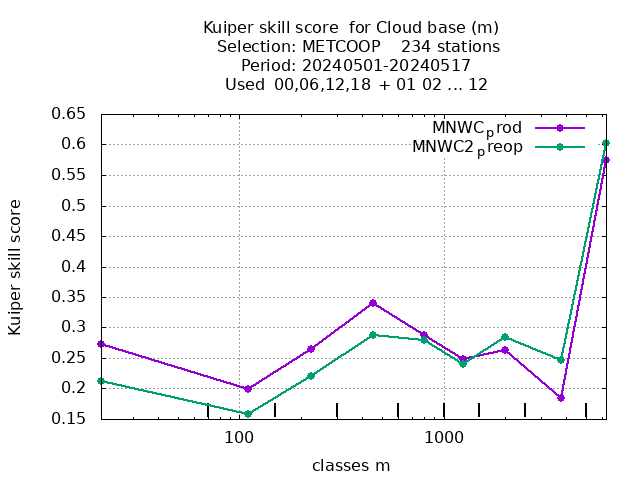 Kuiper skill score for Cloud base (m)
Selection: METCOOP 234 stations
Period: 20240501-20240517
Used 00,06,12,18 + 01 02 ... 12
MNWCprod
MNWC2preop
0.65
0.6
0.55
0.5
0.45
0.4
0.35
0.3
0.25
0.2
0.15
Kuiper skill score
100
1000
classes m